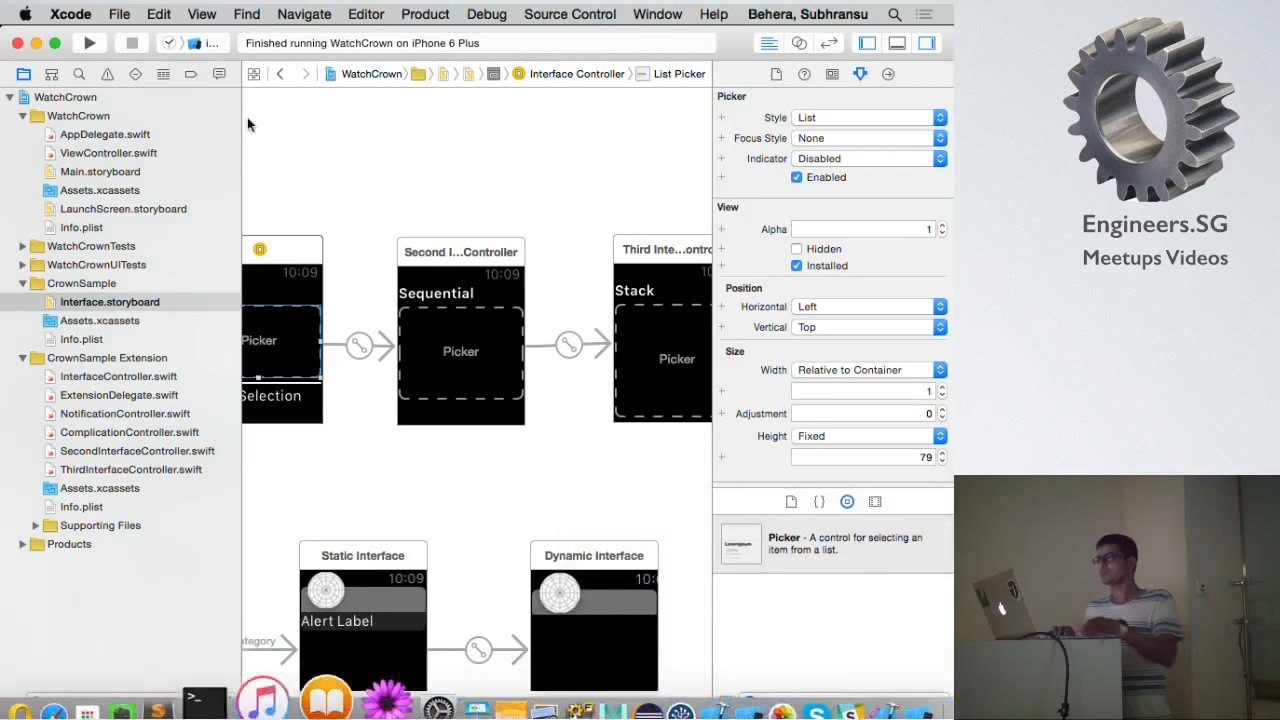 Xcode File Edit View Find Navigate Editor Product Debug Source Control Window Help Behera, Subhransu
i... Finished running WatchCrown on iPhone 6 Plus
WatchCrown Interface Controller List Picker
WatchCrown
WatchCrown
AppDelegate.swift
ViewController.swift
Main.storyboard
Assets.xcassets
LaunchScreen.storyboard
Info.plist
WatchCrownTests
WatchCrownUITests
CrownSample
Interface.storyboard
Assets.xcassets
Info.plist
CrownSample Extension
InterfaceController.swift
ExtensionDelegate.swift
NotificationController.swift
ComplicationController.swift
SecondInterfaceController.swift
ThirdInterfaceController.swift
Assets.xcassets
Info.plist
Supporting Files
Products
10:09
Picker
Selection
Second I...Controller
10:09
Sequential
Picker
Third Inte...ontro
10
Stack
Picker
Static Interface
10:09
Alert Label
tegory
Dynamic Interface
10:
Picker
Style List
Focus Style None
Indicator Disabled
Enabled
View
Alpha 1
Hidden
Installed
Position
Horizontal Left
Vertical Top
Size
Width Relative to Container
1
Adjustment 0
Height Fixed
79
{ }
Picker - A control for selecting an
item from a list.
Engineers.SG
Meetups Videos